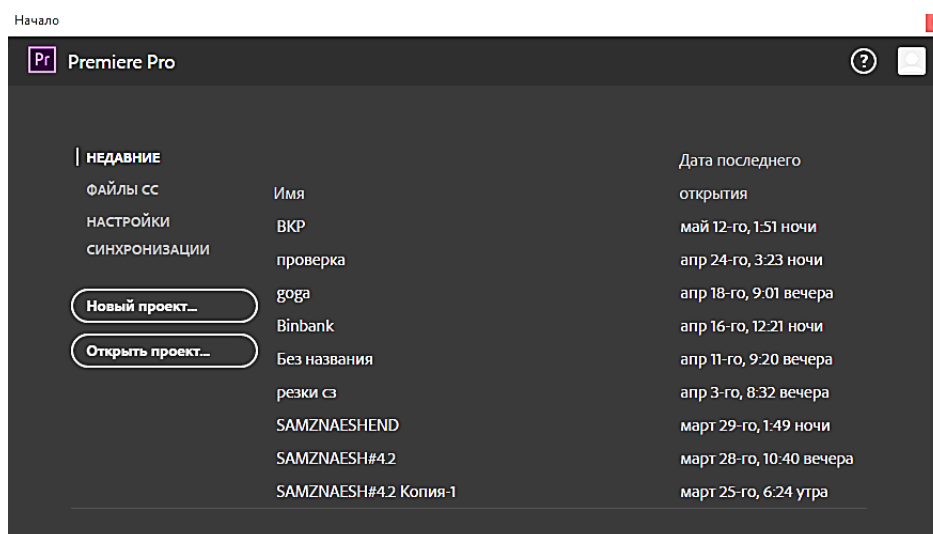 Начало
Pr Premiere Pro ?
НЕДАВНИЕ
ФАЙЛЫ CC
НАСТРОЙКИ
СИНХРОНИЗАЦИИ
Новый проект...
Открыть проект...
Имя Дата последнего
открытия
ВКР май 12-го, 1:51 ночи
проверка апр 24-го, 3:23 ночи
goga апр 18-го, 9:01 вечера
Binbank апр 16-го, 12:21 ночи
Без названия апр 11-го, 9:20 вечера
резки сз апр 3-го, 8:32 вечера
SAMZNAESHEND март 29-го, 1:49 ночи
SAMZNAESH#4.2 март 28-го, 10:40 вечера
SAMZNAESH#4.2 Копия-1 март 25-го, 6:24 утра